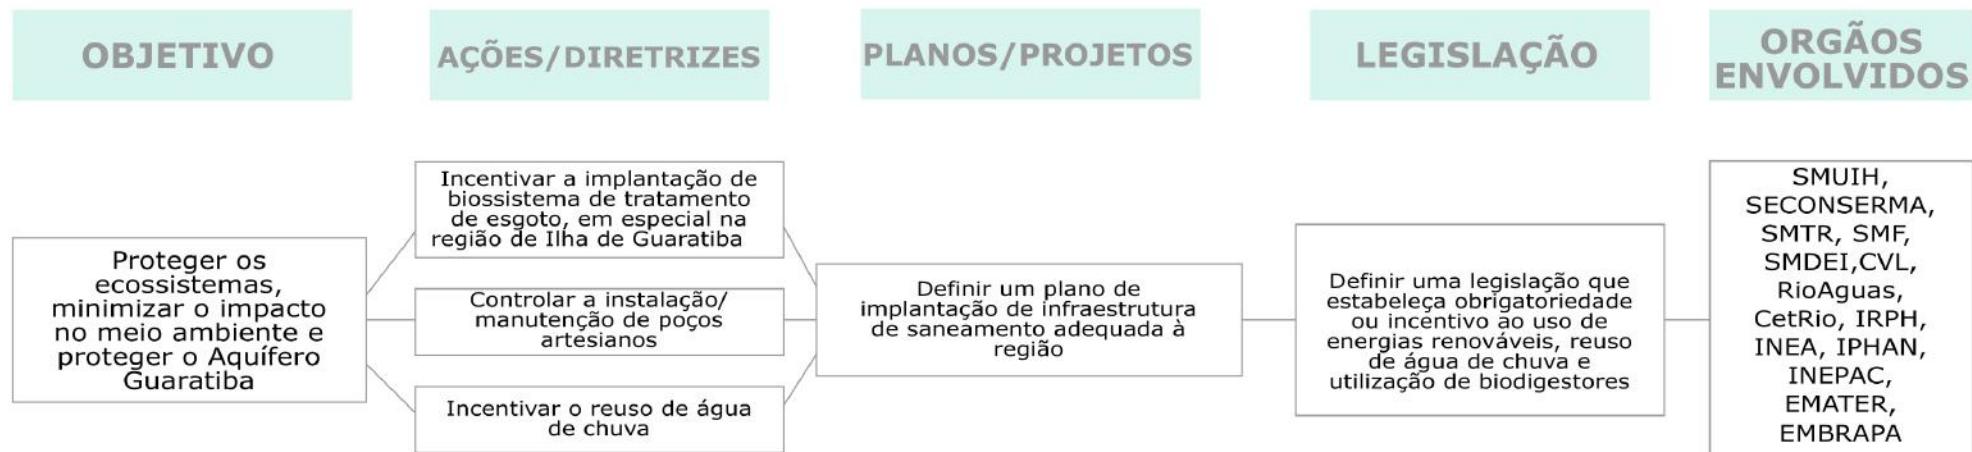 OBJETIVO
AÇÕES/DIRETRIZES
PLANOS/PROJETOS
LEGISLAÇÃO
ORGÃOS
ENVOLVIDOS
Proteger os
ecossistemas,
minimizar o impacto
no meio ambiente e
proteger o Aquífero
Guaratiba
Incentivar a implantação de
biossistema de tratamento
de esgoto, em especial na
região de Ilha de Guaratiba
Controlar a instalação/
manutenção de poços
artesianos
Incentivar o reuso de água
de chuva
Definir um plano de
implantação de infraestrutura
de saneamento adequada à
região
Definir uma legislação que
estabeleça obrigatoriedade
ou incentivo ao uso de
energias renováveis, reuso
de água de chuva e
utilização de biodigestores
SMUIH,
SECONSERMA,
SMTR, SMF,
SMDEI,CVL,
RioAguas,
CetRio, IRPH,
INEA, IPHAN,
INEPAC,
EMATER,
EMBRAPA